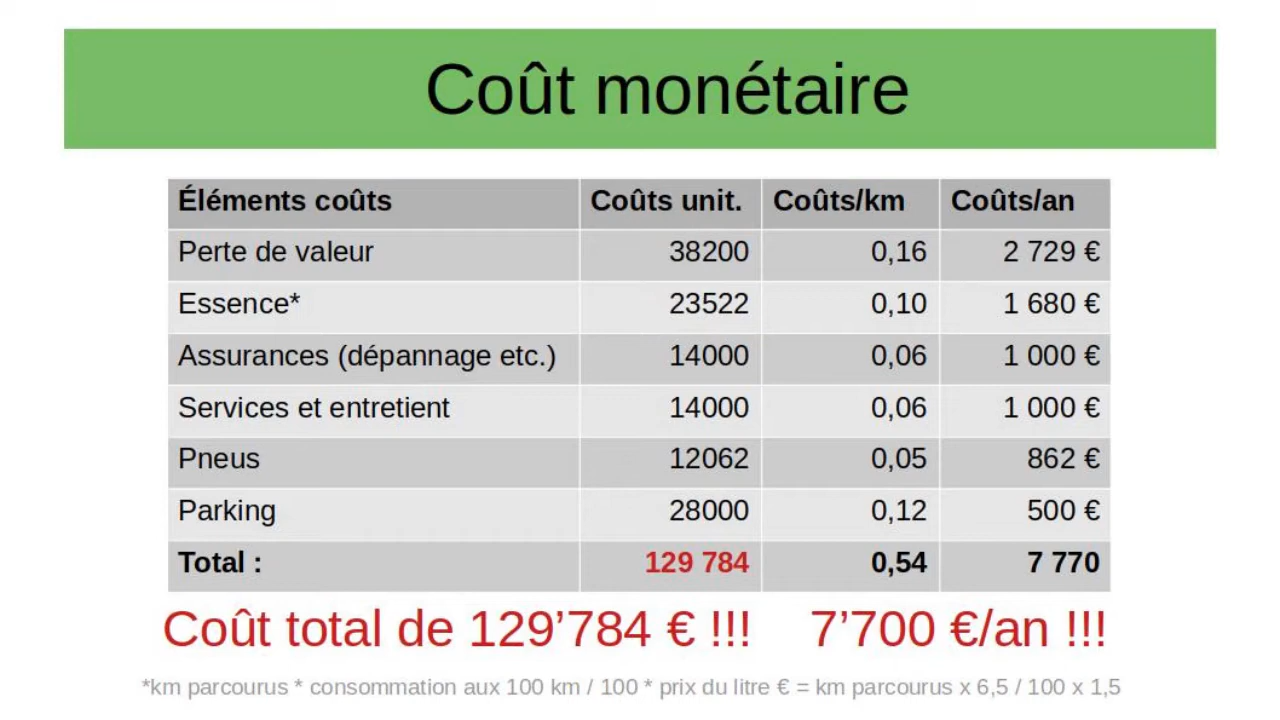 Coût monétaire
Éléments coûts Coûts unit. Coûts/km Coûts/an
Perte de valeur 38200 0,16 2 729 €
Essence* 23522 0,10 1 680 €
Assurances (dépannage etc.) 14000 0,06 1 000 €
Services et entretient 14000 0,06 1 000 €
Pneus 12062 0,05 862 €
Parking 28000 0,12 500 €
Total : 129 784 0,54 7 770
Coût total de 129’784 € !!! 7’700 €/an !!!
*km parcourus * consommation aux 100 km / 100 * prix du litre € = km parcourus x 6,5 / 100 x 1,5